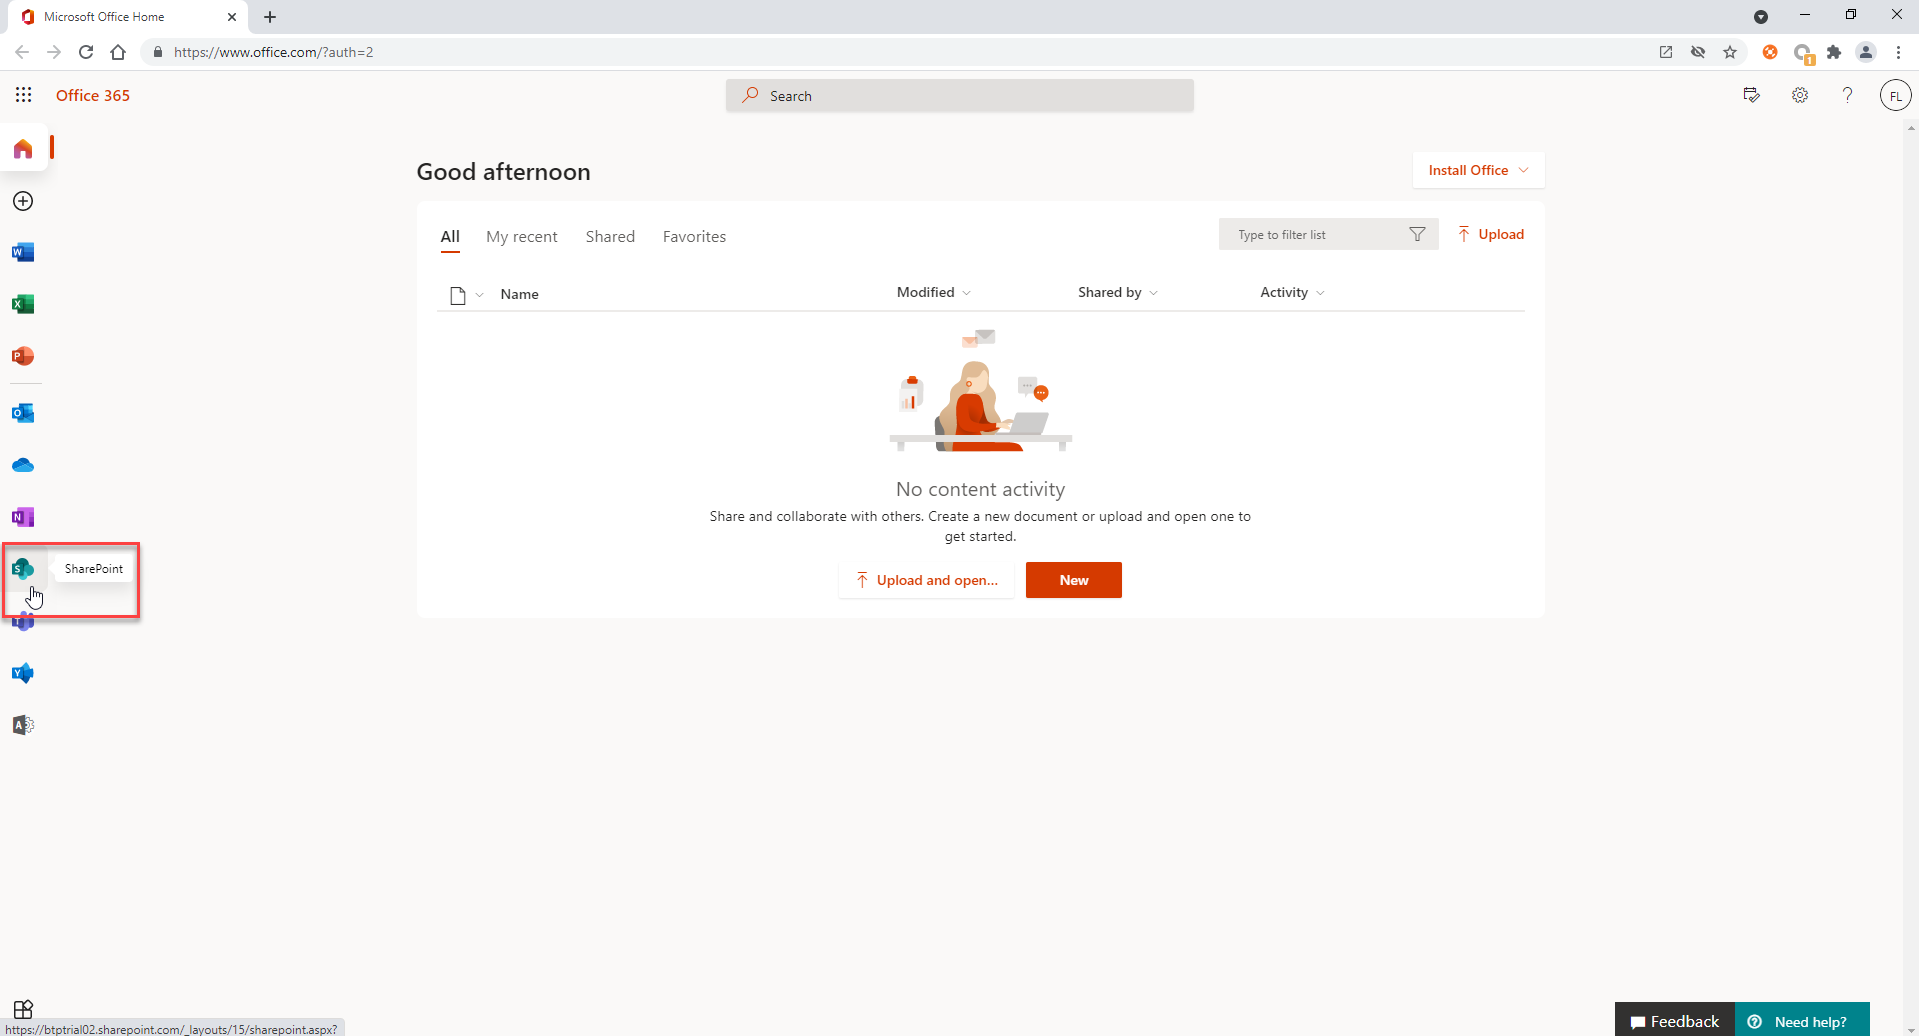 Microsoft Office Home
https://www.office.com/?auth=2
1
Office 365
Search
FL
Good afternoon
Install Office
All My recent Shared Favorites
Type to filter list
Upload
Name Modified Shared by Activity
W
X
P
O
N
S
SharePoint
T
Y
A
No content activity
Share and collaborate with others. Create a new document or upload and open one to
get started.
Upload and open...
New
https://btptrial02.sharepoint.com/_layouts/15/sharepoint.aspx?
Feedback
Need help?